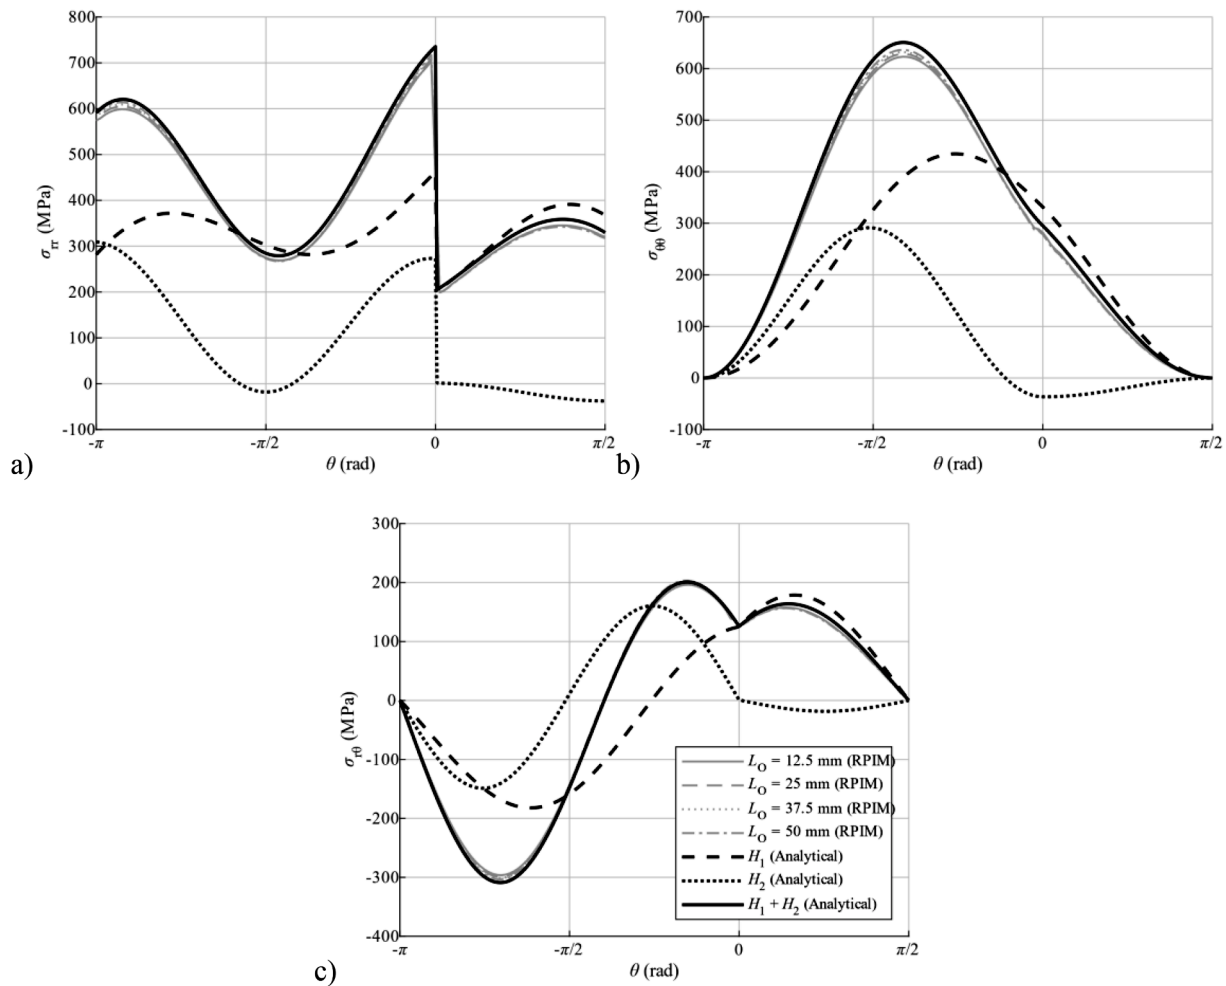 800
700
600
500
400
300
200
100
0
-100
σrr (MPa)
-π
-π/2
0
π/2
θ (rad)
a)
700
600
500
400
300
200
100
0
-100
σθθ (MPa)
-π
-π/2
0
π/2
θ (rad)
b)
300
200
100
0
-100
-200
-300
-400
σrθ (MPa)
-π
-π/2
0
π/2
θ (rad)
c)
LO = 12.5 mm (RPIM)
LO = 25 mm (RPIM)
LO = 37.5 mm (RPIM)
LO = 50 mm (RPIM)
H1 (Analytical)
H2 (Analytical)
H1 + H2 (Analytical)